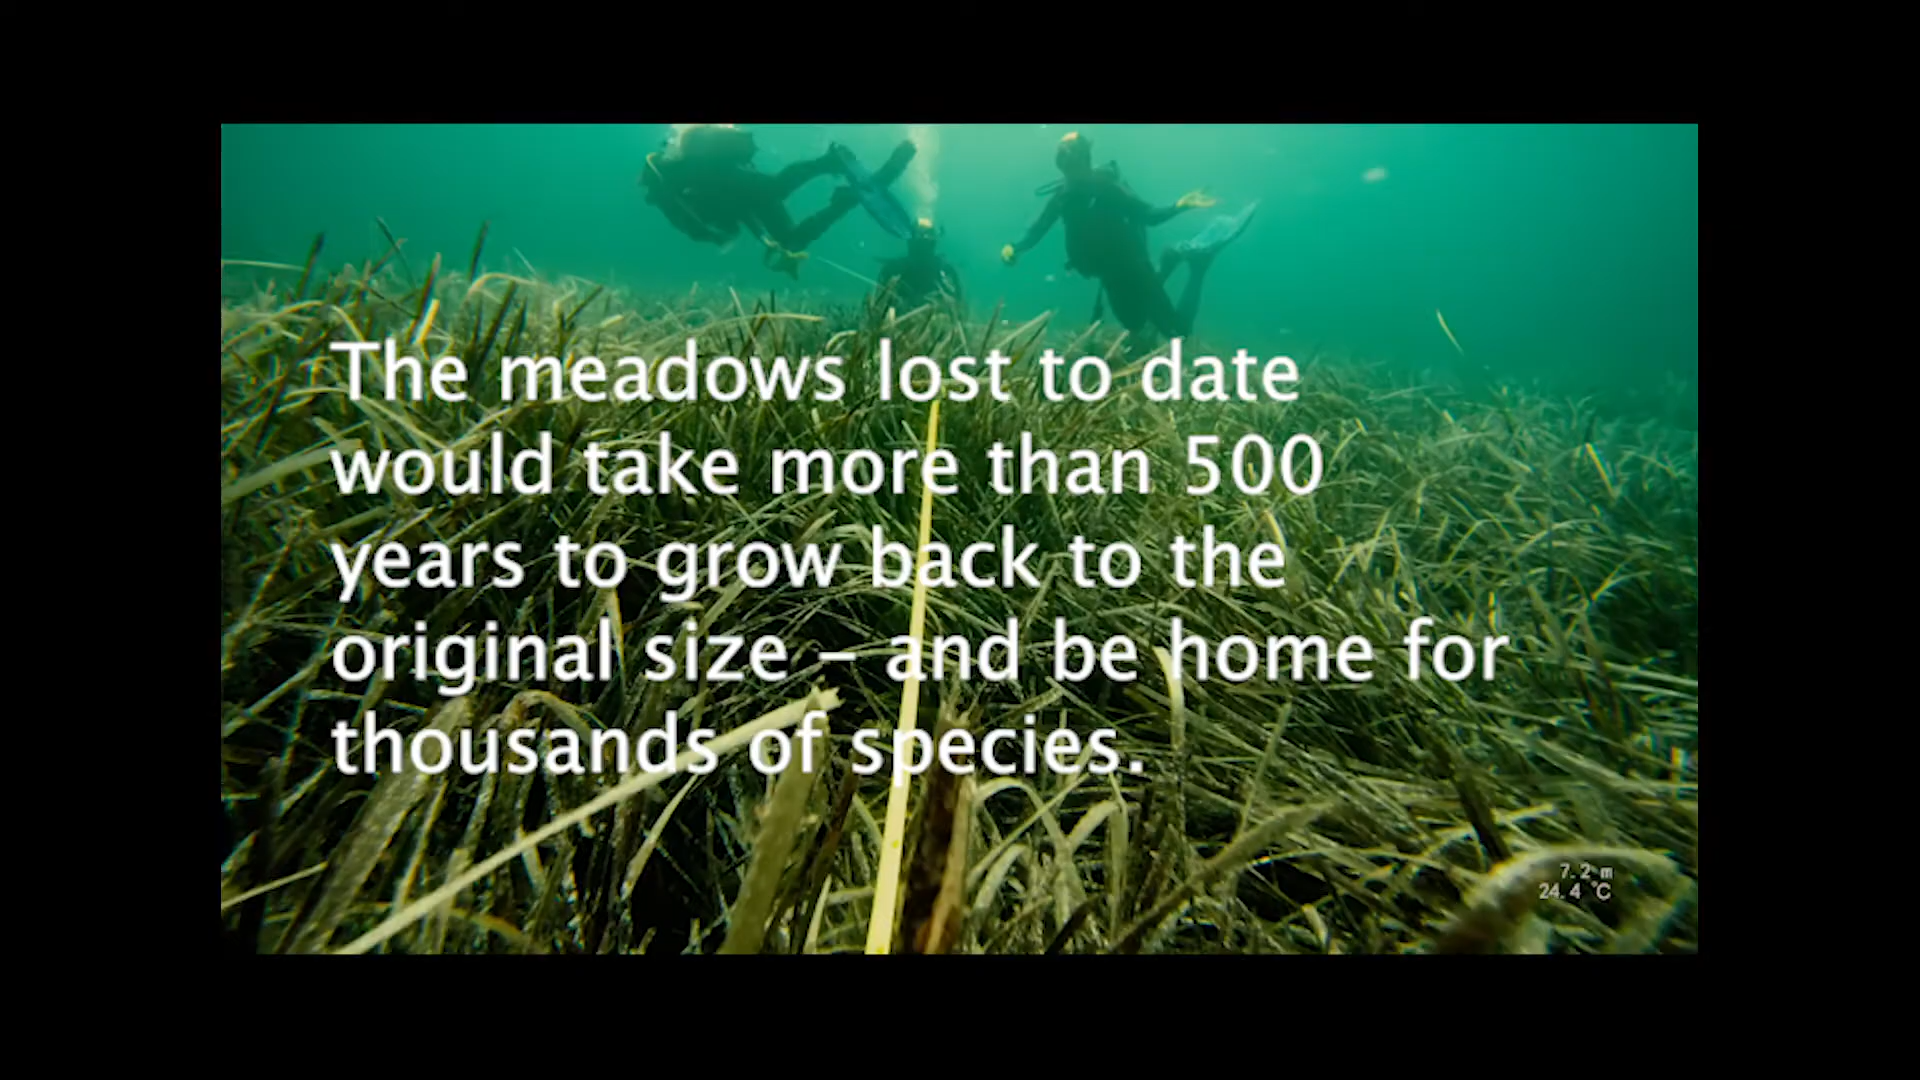 The meadows lost to date
would take more than 500
years to grow back to the
original size – and be home for
thousands of species.
7.2 m
24.4 °C